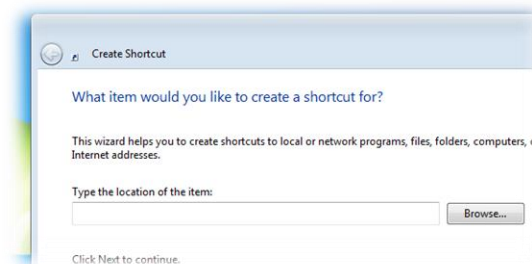 Create Shortcut
What item would you like to create a shortcut for?
This wizard helps you to create shortcuts to local or network programs, files, folders, computers,
Internet addresses.
Type the location of the item:
Browse...
Click Next to continue.